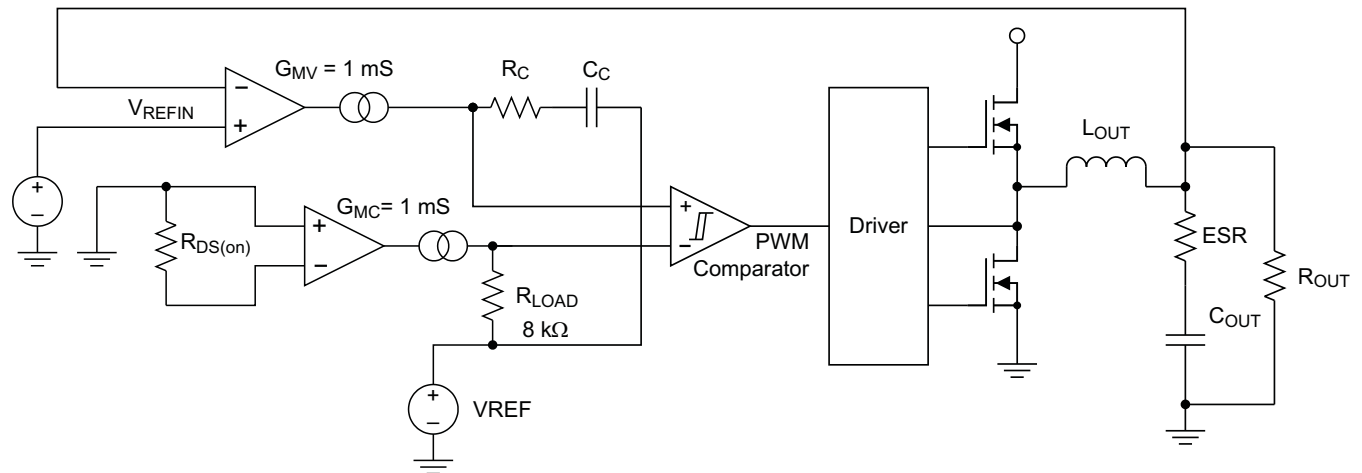 G_MV = 1 mS
R_C
C_C
V_REFIN
−
+
+
−
L_OUT
G_MC = 1 mS
+
−
R_DS(on)
R_LOAD
8 kΩ
+
−
PWM
Comparator
Driver
ESR
R_OUT
C_OUT
+
−
VREF